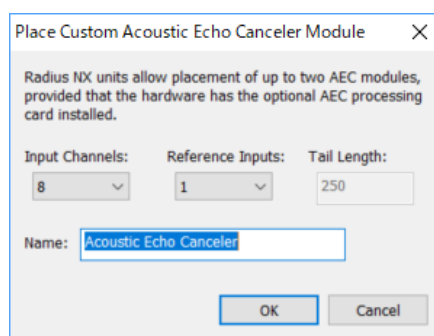 Place Custom Acoustic Echo Canceler Module
Radius NX units allow placement of up to two AEC modules,
provided that the hardware has the optional AEC processing
card installed.
Input Channels: Reference Inputs: Tail Length:
8 1 250
Name: Acoustic Echo Canceler
OK Cancel